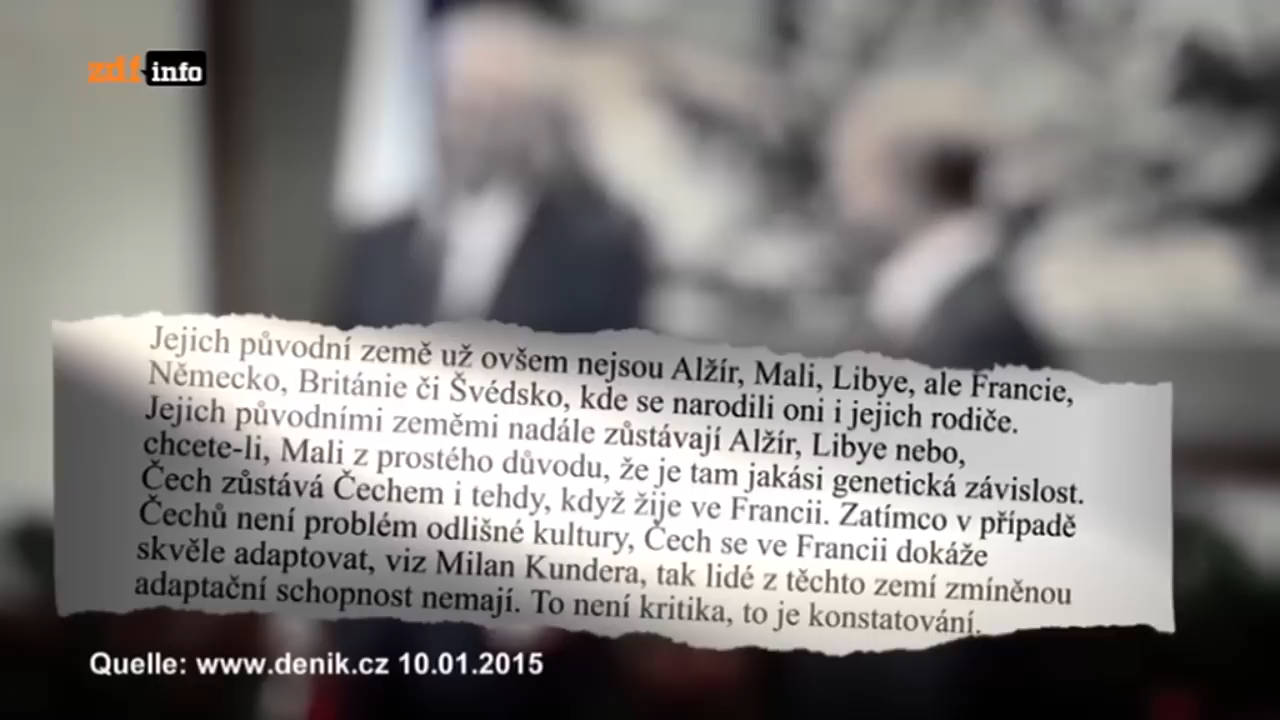 zdf info
Jejich původní země už ovšem nejsou Alžír, Mali, Libye, ale Francie,
Německo, Británie či Švédsko, kde se narodili oni i jejich rodiče.
Jejich původními zeměmi nadále zůstávají Alžír, Libye nebo,
chcete-li, Mali z prostého důvodu, že je tam jakási genetická závislost.
Čech zůstává Čechem i tehdy, když žije ve Francii. Zatímco v případě
Čechů není problém odlišné kultury, Čech se ve Francii dokáže
skvěle adaptovat, viz Milan Kundera, tak lidé z těchto zemí zmíněnou
adaptační schopnost nemají. To není kritika, to je konstatování.
Quelle: www.denik.cz 10.01.2015